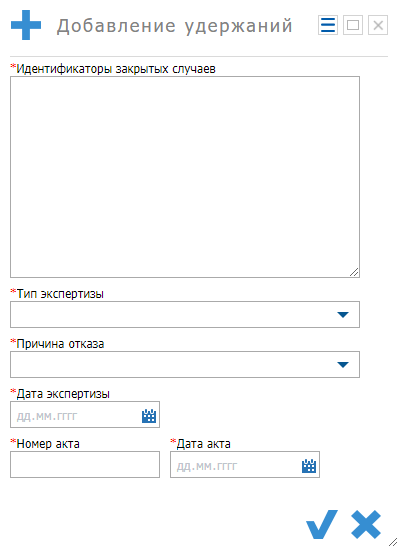 Добавление удержаний
*Идентификаторы закрытых случаев
*Тип экспертизы
*Причина отказа
*Дата экспертизы
дд.мм.гггг
*Номер акта *Дата акта
дд.мм.гггг